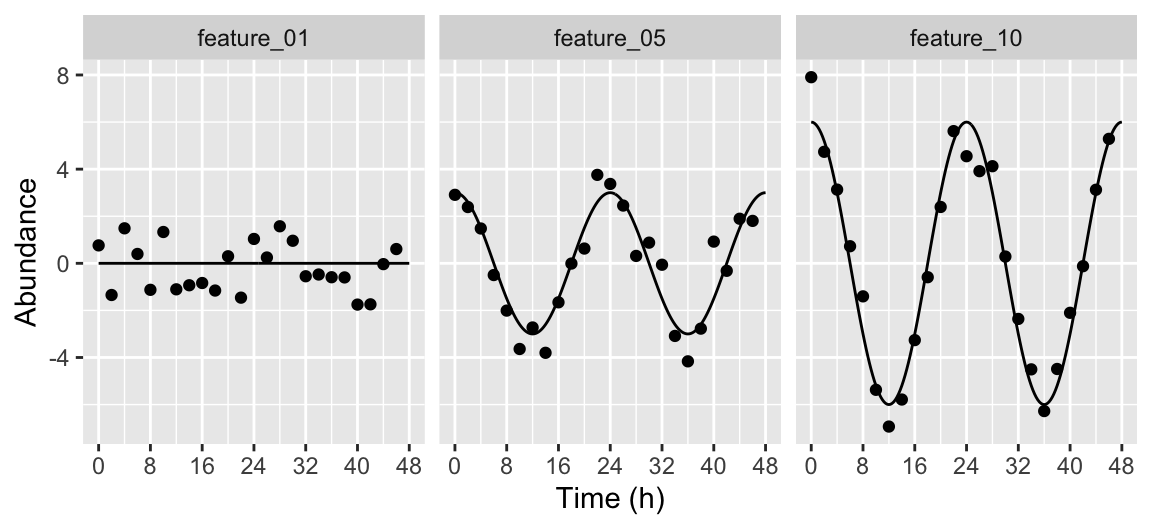 feature_01 feature_05 feature_10
Abundance
8
4
0
-4
0 8 16 24 32 40 48 0 8 16 24 32 40 48 0 8 16 24 32 40 48
Time (h)